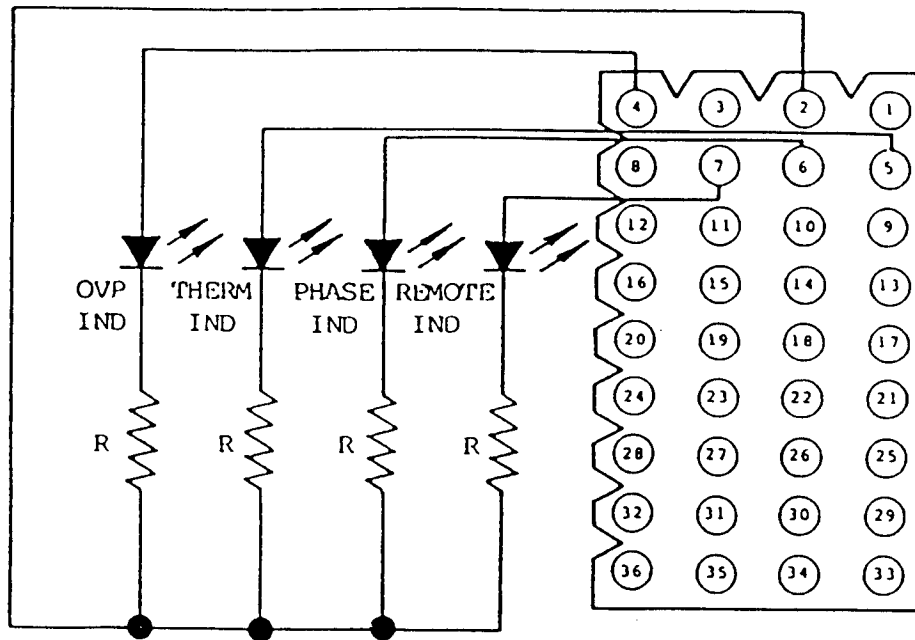 4 3 2 1
8 7 6 5
12 11 10 9
OVP THERM PHASE REMOTE
IND IND IND IND
16 15 14 13
20 19 18 17
24 23 22 21
R R R R
28 27 26 25
32 31 30 29
36 35 34 33